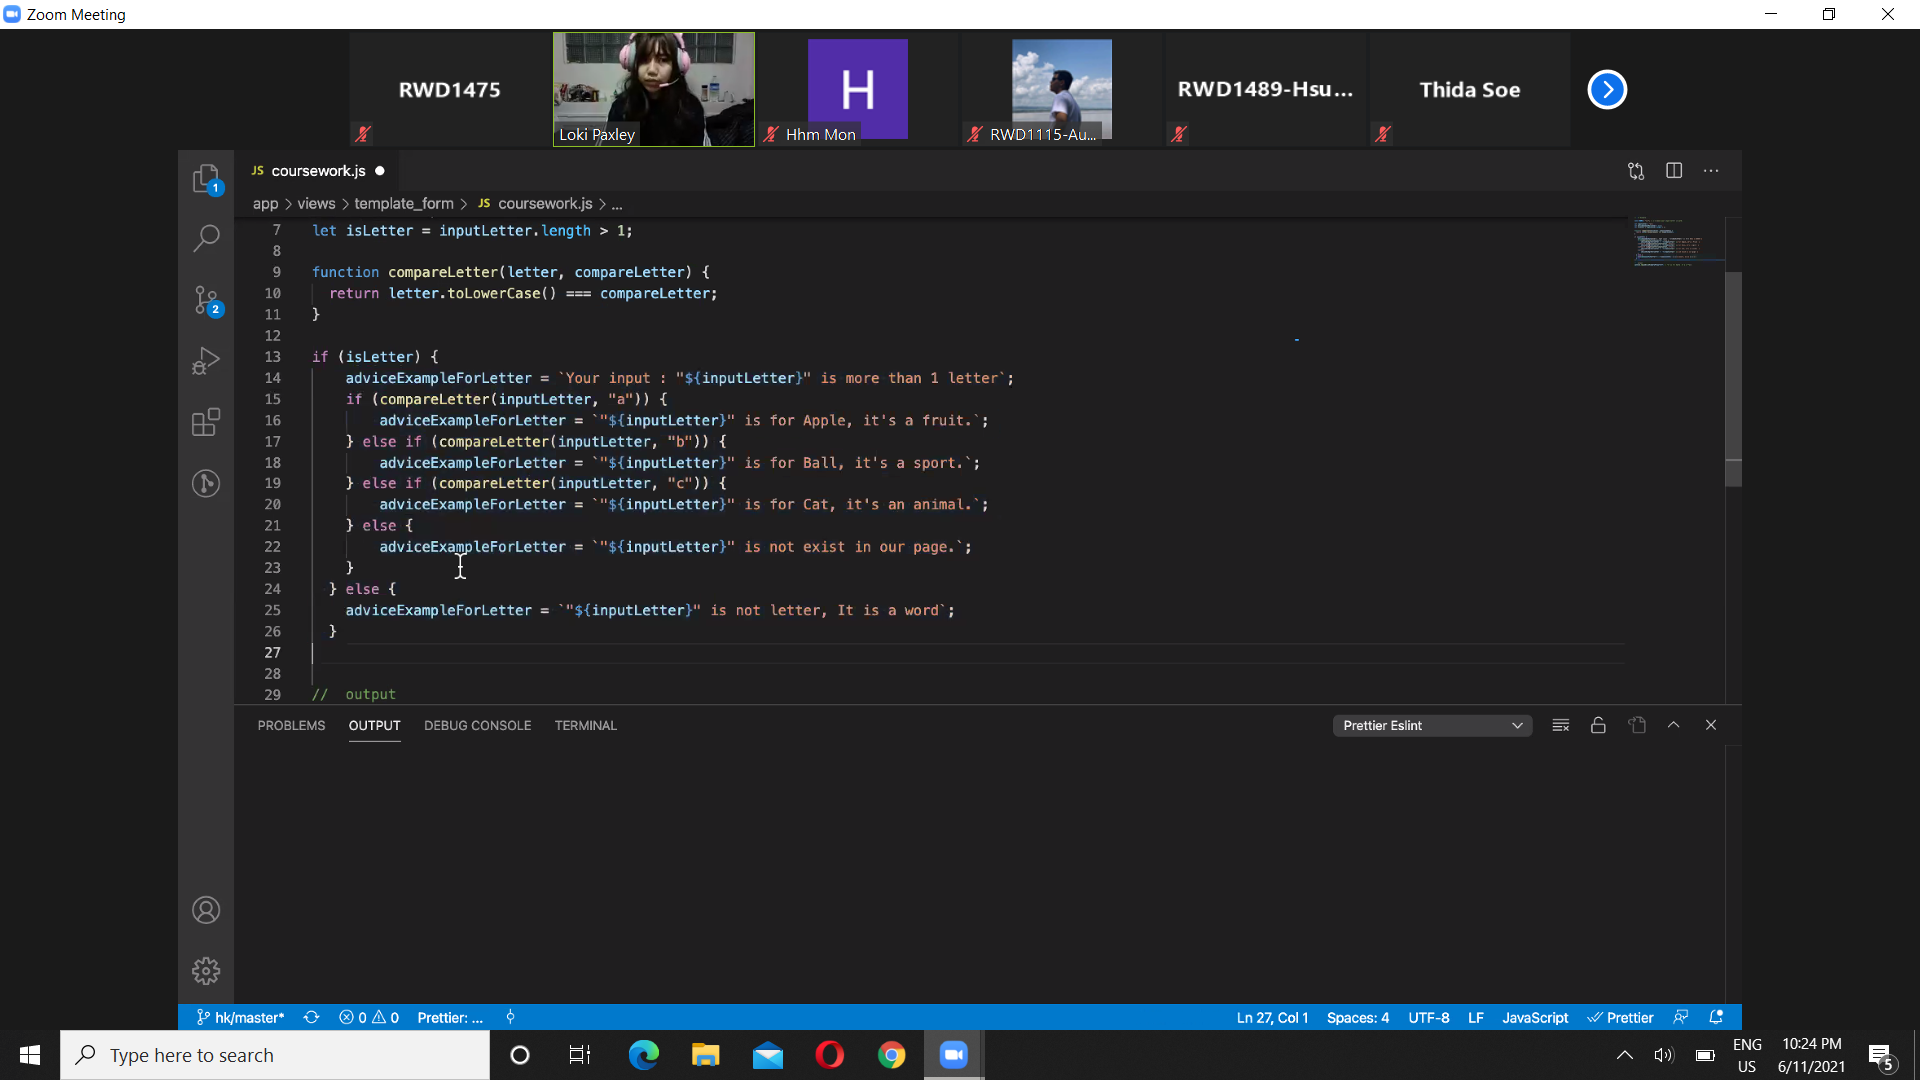 Zoom Meeting
RWD1475
Loki Paxley
H
Hhm Mon
RWD1115-Au...
RWD1489-Hsu...
Thida Soe
JS coursework.js
app > views > template_form > JS coursework.js > ...
7 let isLetter = inputLetter.length > 1;
8
9 function compareLetter(letter, compareLetter) {
10 return letter.toLowerCase() === compareLetter;
11 }
12
13 if (isLetter) {
14 adviceExampleForLetter = `Your input : "${inputLetter}" is more than 1 letter`;
15 if (compareLetter(inputLetter, "a")) {
16 adviceExampleForLetter = `"${inputLetter}" is for Apple, it's a fruit.`;
17 } else if (compareLetter(inputLetter, "b")) {
18 adviceExampleForLetter = `"${inputLetter}" is for Ball, it's a sport.`;
19 } else if (compareLetter(inputLetter, "c")) {
20 adviceExampleForLetter = `"${inputLetter}" is for Cat, it's an animal.`;
21 } else {
22 adviceExampleForLetter = `"${inputLetter}" is not exist in our page.`;
23 }
24 } else {
25 adviceExampleForLetter = `"${inputLetter}" is not letter, It is a word`;
26 }
27
28
29 // output
1
2
PROBLEMS OUTPUT DEBUG CONSOLE TERMINAL Prettier Eslint
hk/master* 0 0 Prettier: ... Ln 27, Col 1 Spaces: 4 UTF-8 LF JavaScript Prettier
Type here to search
ENG
US
10:24 PM
6/11/2021
5